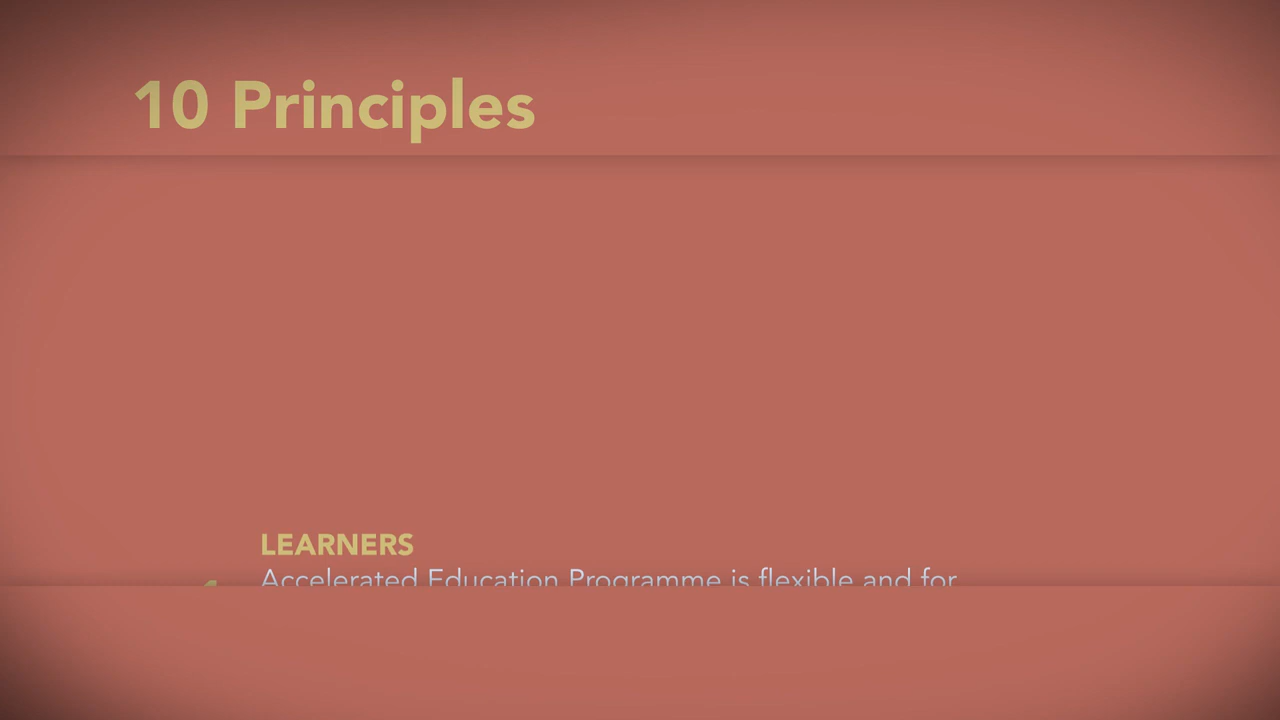 10 Principles
LEARNERS
Accelerated Education Programme is flexible and for